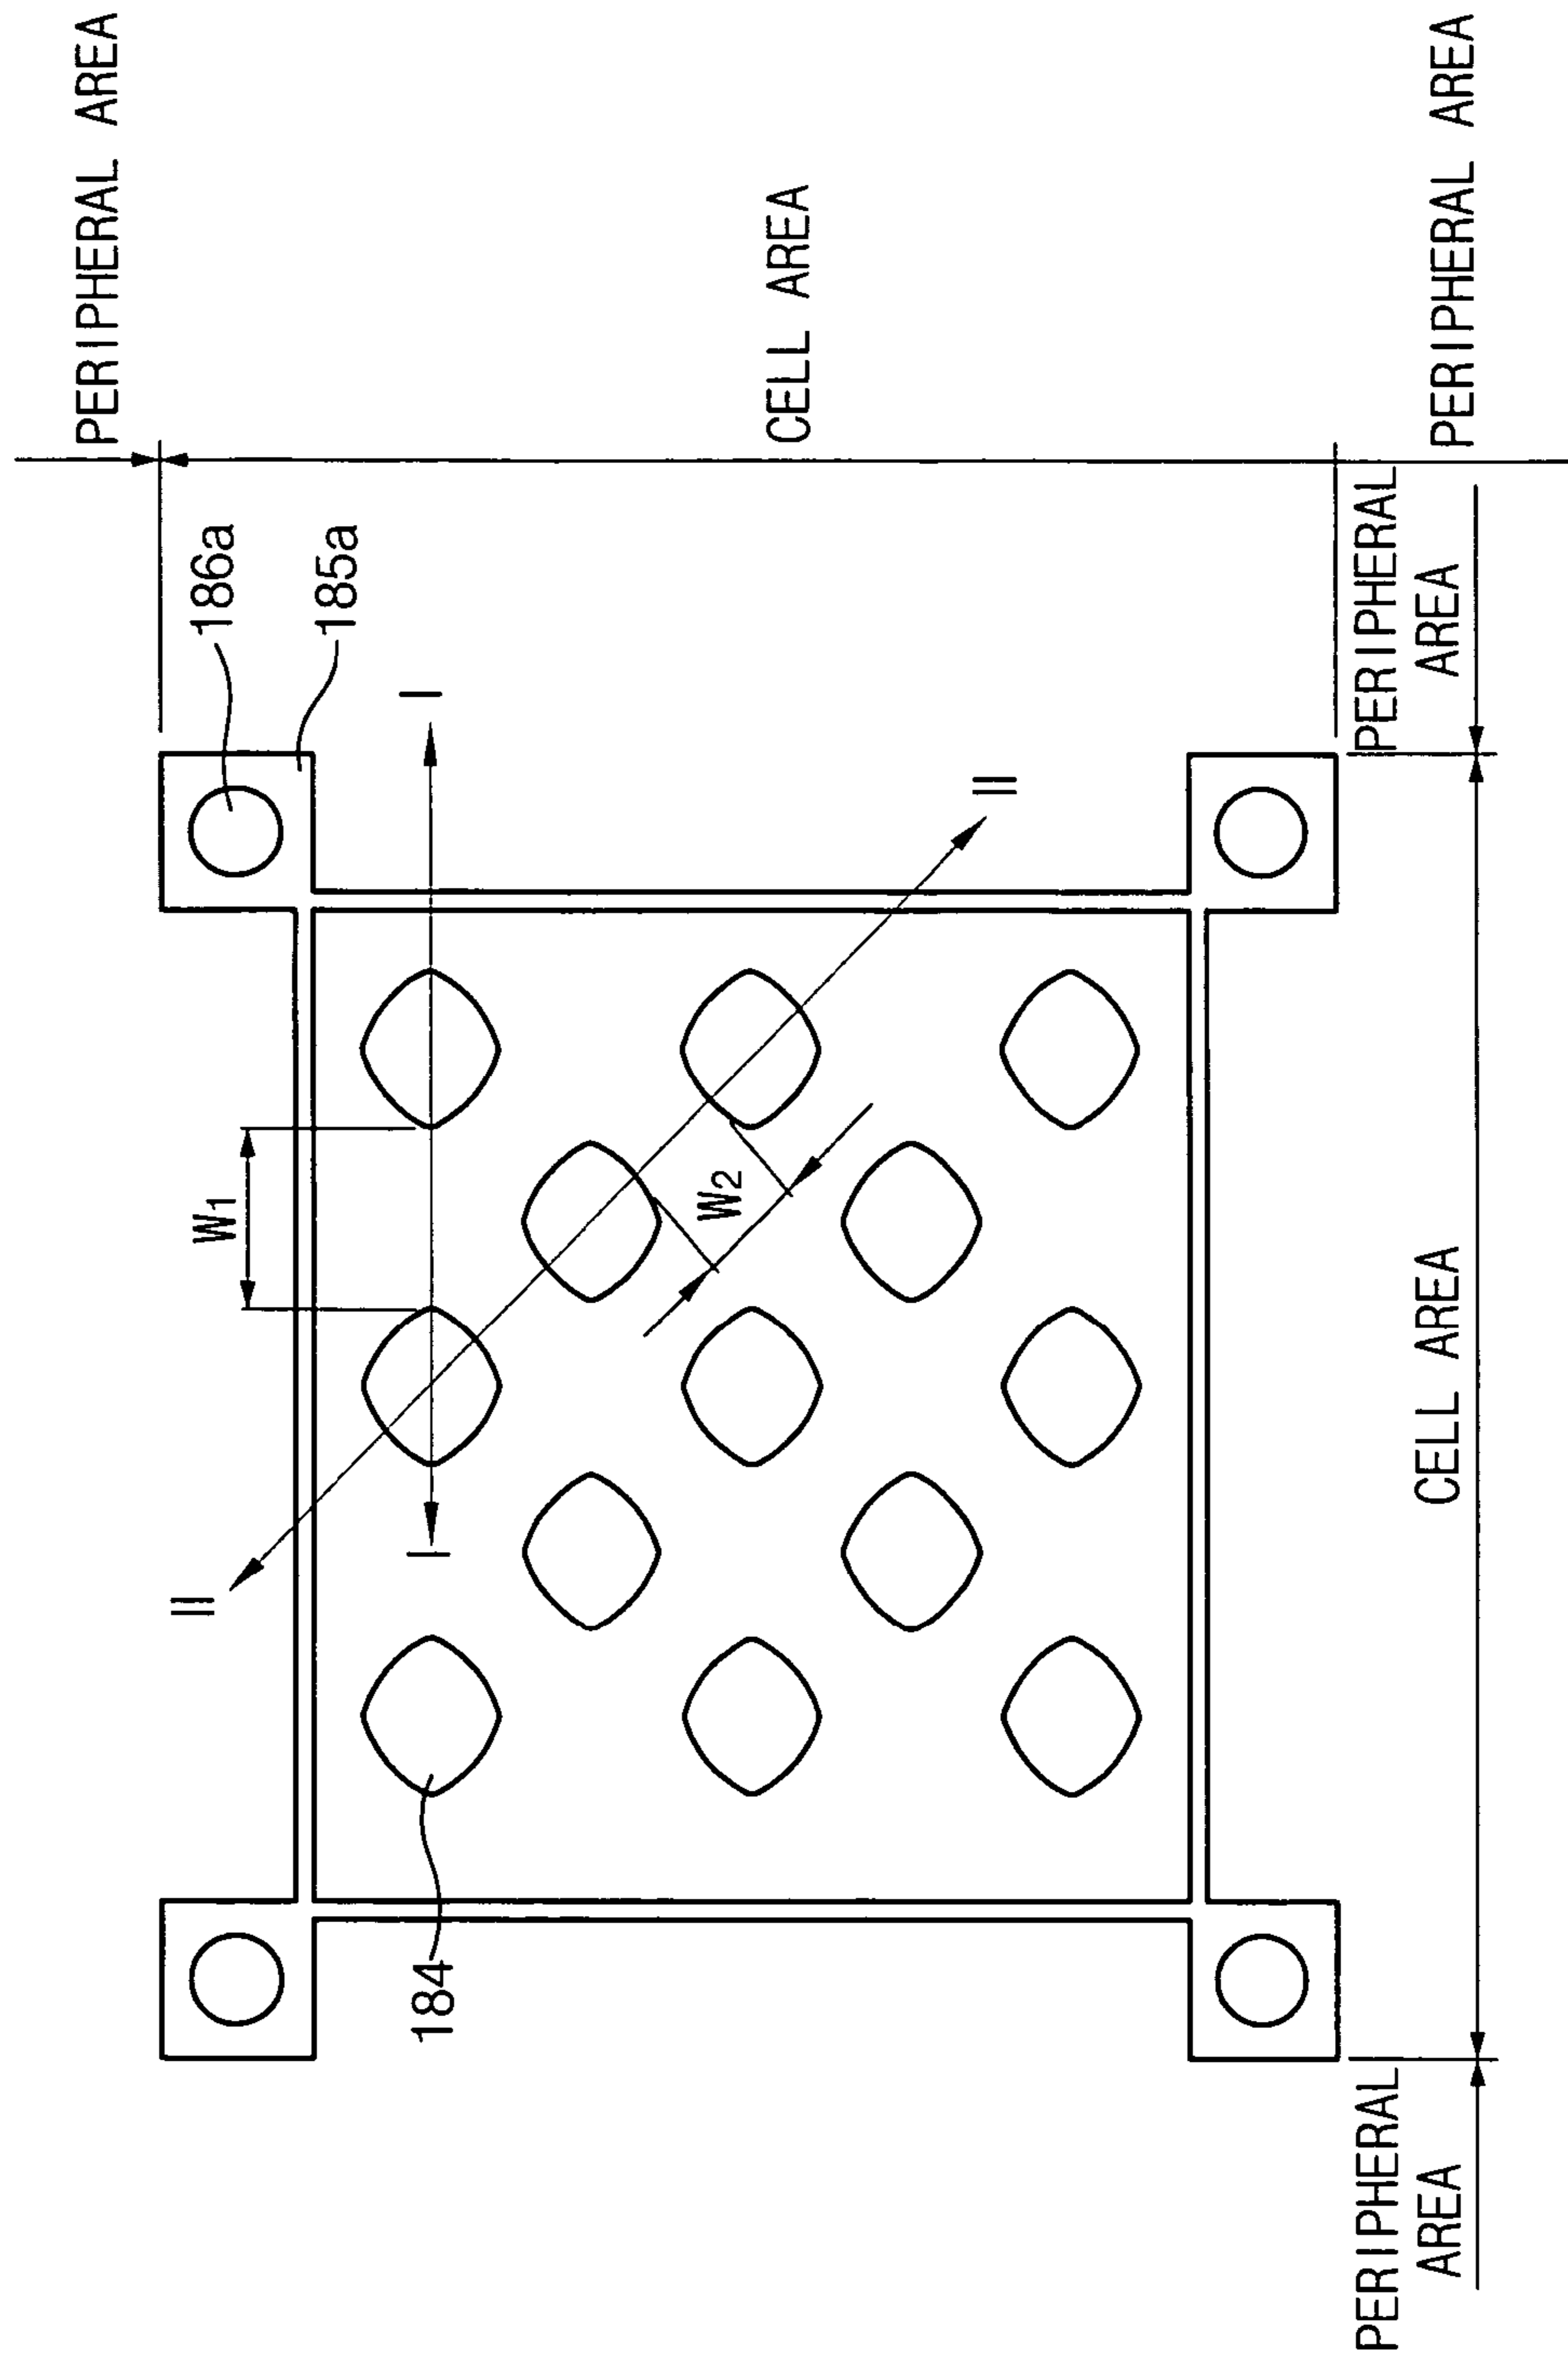 PERIPHERAL AREA
II
W1
186a
185a
184
I
I
W2
CELL AREA
II
PERIPHERAL
AREA
CELL AREA
PERIPHERAL
AREA
PERIPHERAL AREA